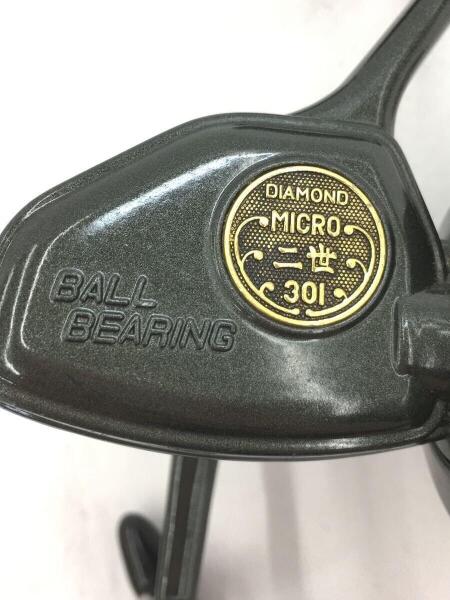 DIAMOND
MICRO
二世
301
BALL
BEARING